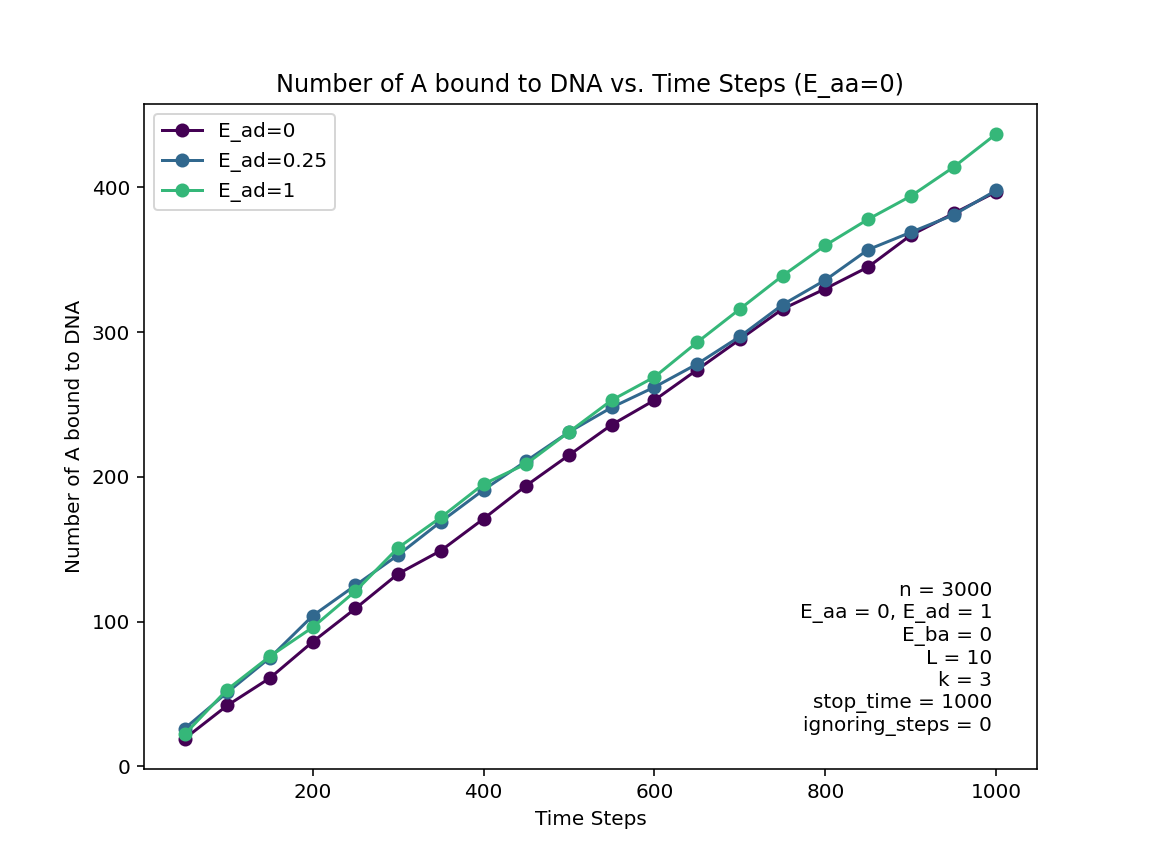 Number of A bound to DNA vs. Time Steps (E_aa=0)
E_ad=0
E_ad=0.25
E_ad=1
Number of A bound to DNA
400
300
200
100
0
n = 3000
E_aa = 0, E_ad = 1
E_ba = 0
L = 10
k = 3
stop_time = 1000
ignoring_steps = 0
200 400 600 800 1000
Time Steps